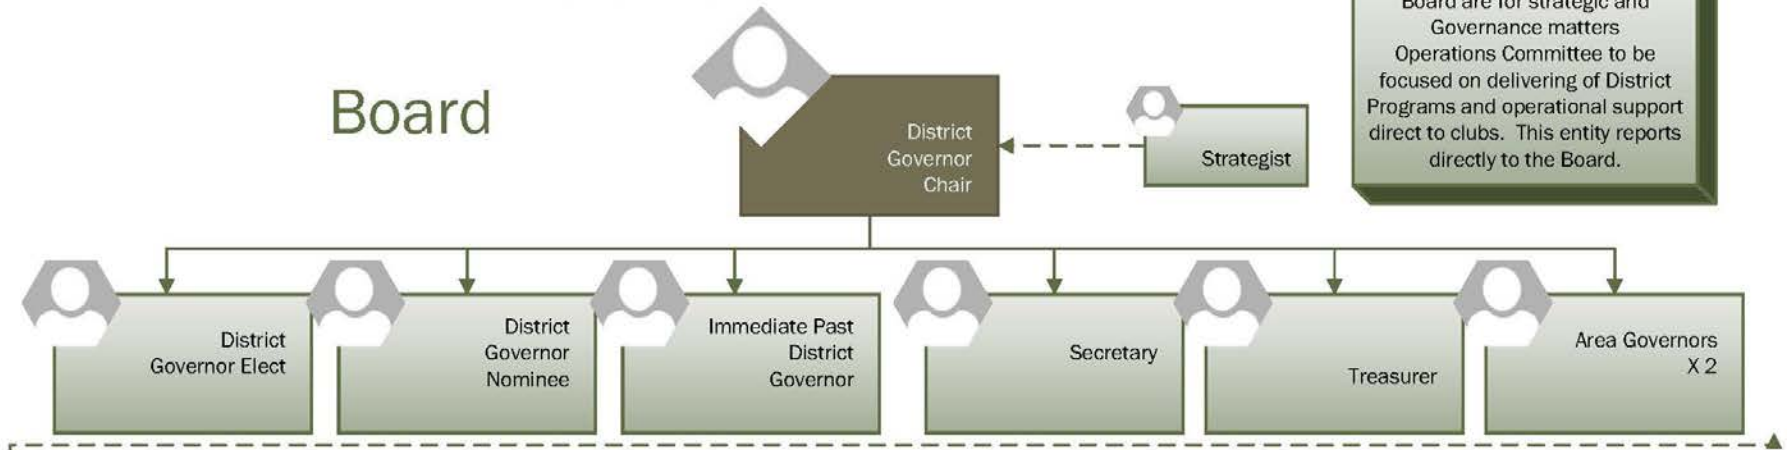 Board are for strategic and
Governance matters
Operations Committee to be
focused on delivering of District
Programs and operational support
direct to clubs. This entity reports
directly to the Board.
Board
District
Governor
Chair
Strategist
District
Governor Elect
District
Governor
Nominee
Immediate Past
District
Governor
Secretary
Treasurer
Area Governors
X 2